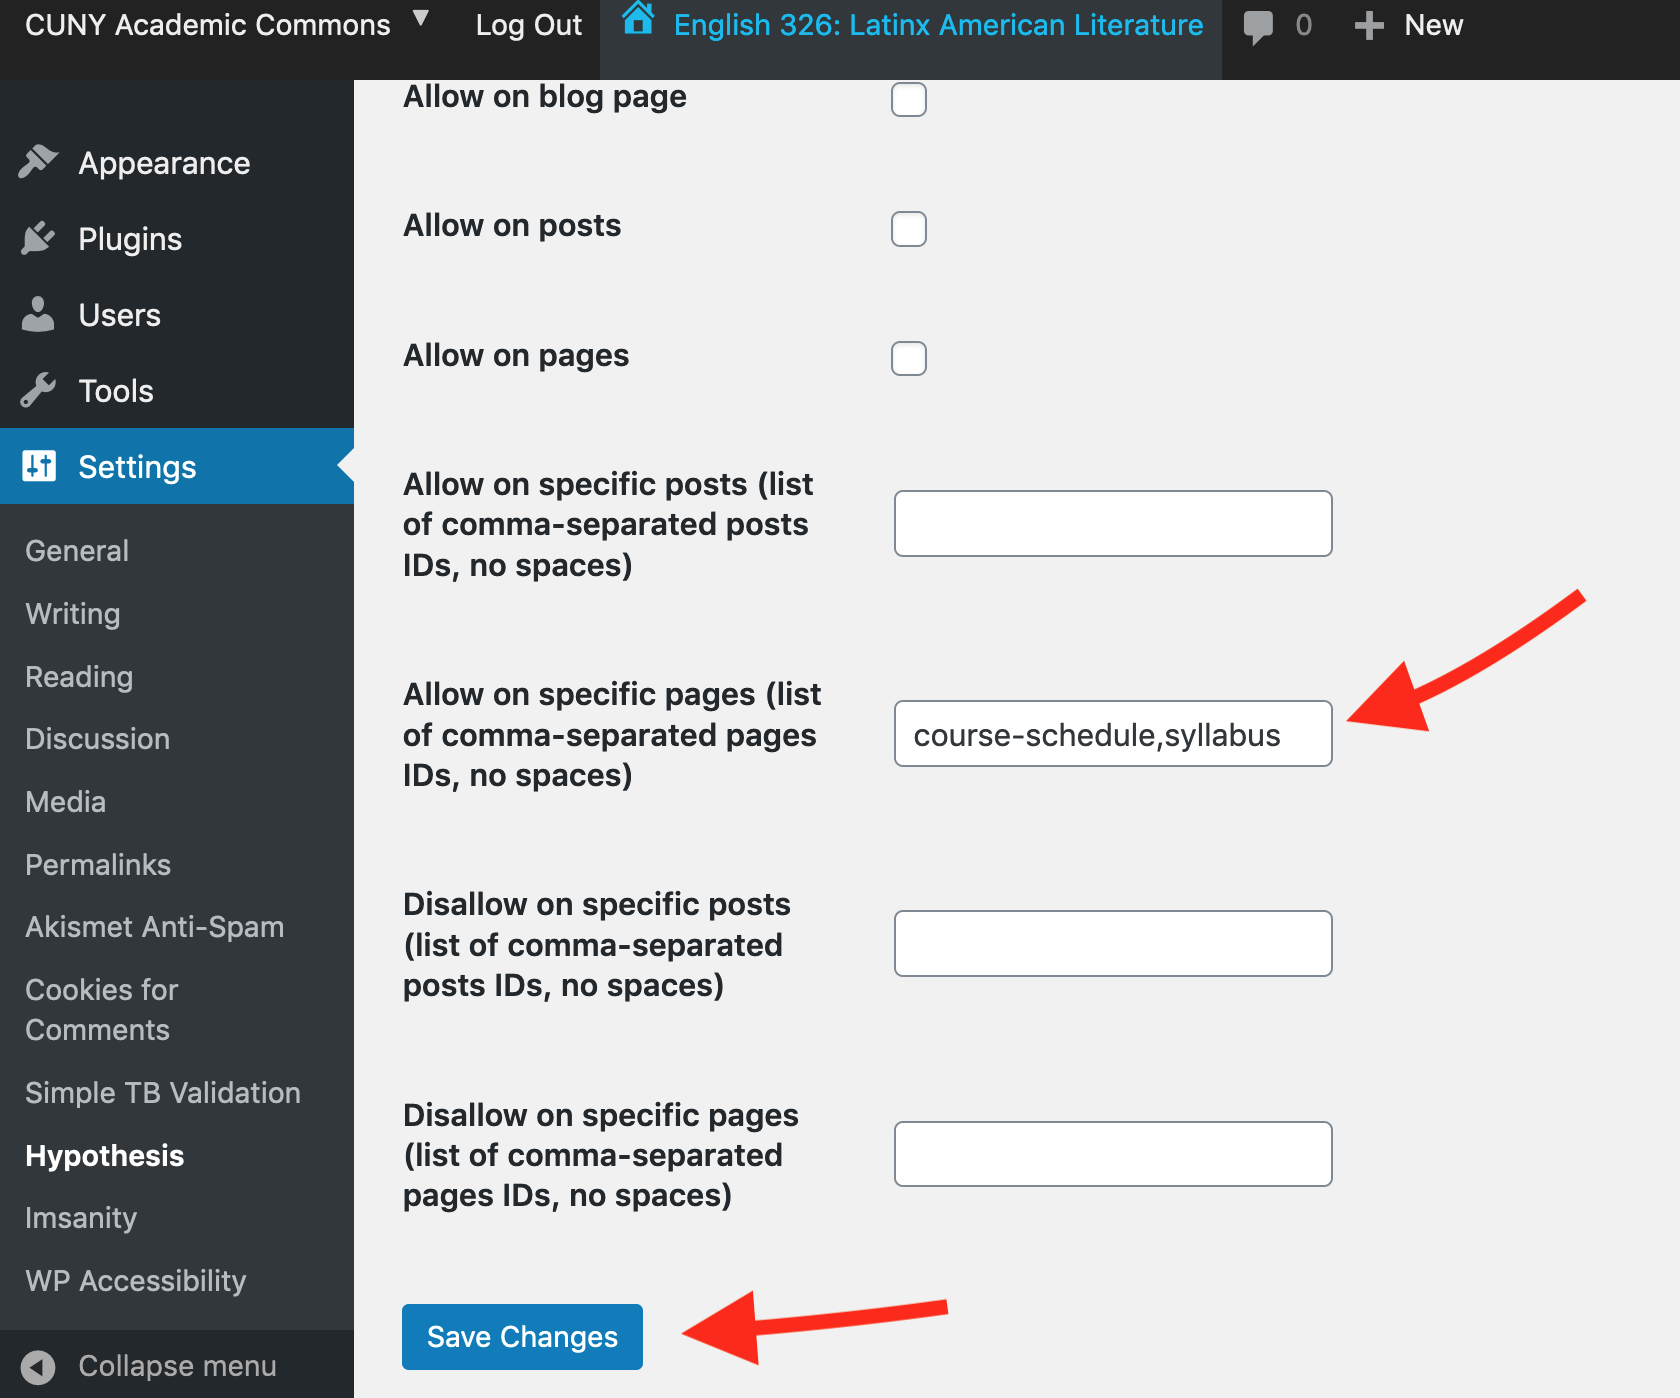 CUNY Academic Commons Log Out English 326: Latinx American Literature 0 New
Appearance
Plugins
Users
Tools
Settings
General
Writing
Reading
Discussion
Media
Permalinks
Akismet Anti-Spam
Cookies for
Comments
Simple TB Validation
Hypothesis
Imsanity
WP Accessibility
Collapse menu
Allow on blog page
Allow on posts
Allow on pages
Allow on specific posts (list
of comma-separated posts
IDs, no spaces)
Allow on specific pages (list
of comma-separated pages
IDs, no spaces)
course-schedule,syllabus
Disallow on specific posts
(list of comma-separated
posts IDs, no spaces)
Disallow on specific pages
(list of comma-separated
pages IDs, no spaces)
Save Changes